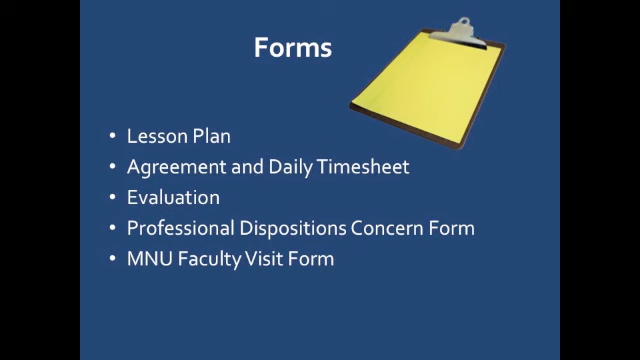 Forms
• Lesson Plan
• Agreement and Daily Timesheet
• Evaluation
• Professional Dispositions Concern Form
• MNU Faculty Visit Form